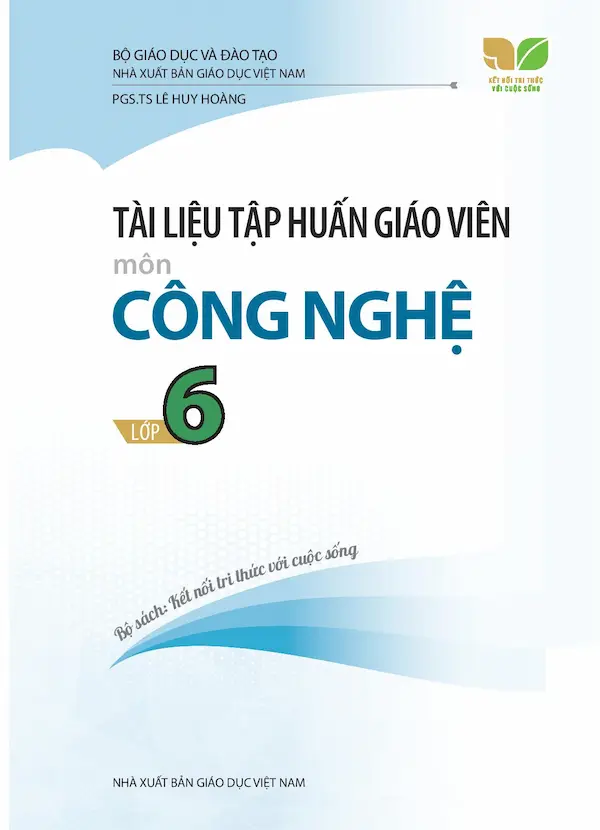 BỘ GIÁO DỤC VÀ ĐÀO TẠO
NHÀ XUẤT BẢN GIÁO DỤC VIỆT NAM
PGS.TS LÊ HUY HOÀNG
KẾT NỐI TRI THỨC
VỚI CUỘC SỐNG
TÀI LIỆU TẬP HUẤN GIÁO VIÊN
môn
CÔNG NGHỆ
LỚP 6
Bộ sách: Kết nối tri thức với cuộc sống
NHÀ XUẤT BẢN GIÁO DỤC VIỆT NAM